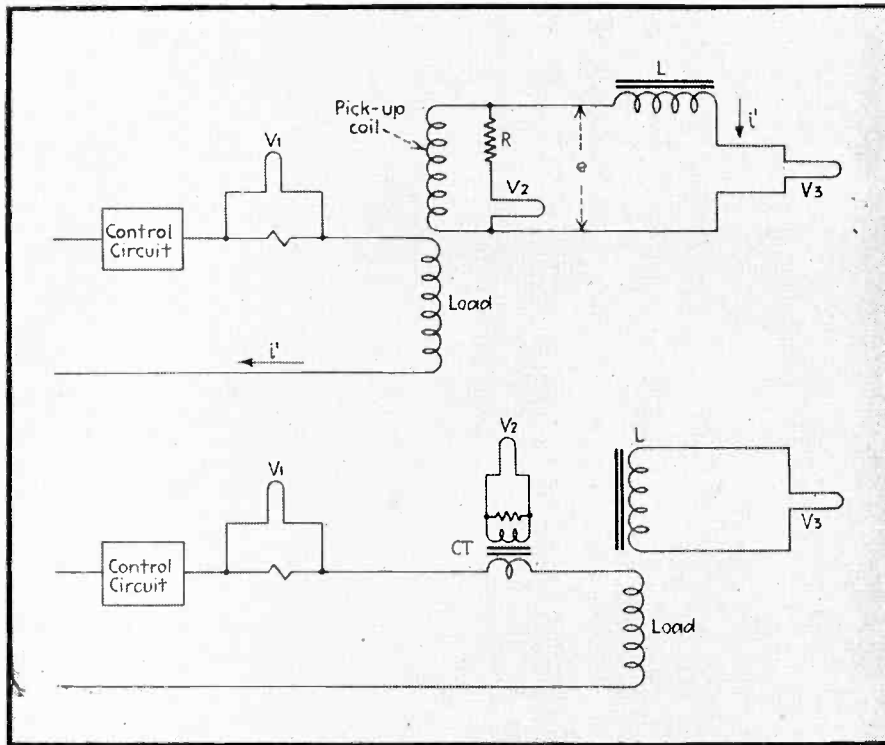 L
Pick-up
coil
i'
R
e
V1
V2
V3
Control
Circuit
Load
i'
V2
L
V1
CT
V3
Control
Circuit
Load